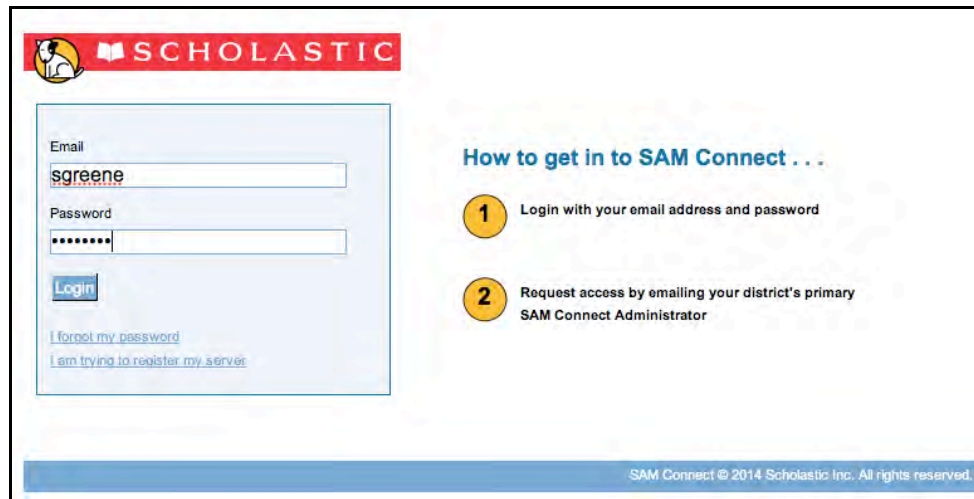 SCHOLASTIC
Email
sgreene
Password
••••••••
Login
I forgot my password
I am trying to register my server
How to get in to SAM Connect . . .
1
Login with your email address and password
2
Request access by emailing your district's primary
SAM Connect Administrator
SAM Connect © 2014 Scholastic Inc. All rights reserved.